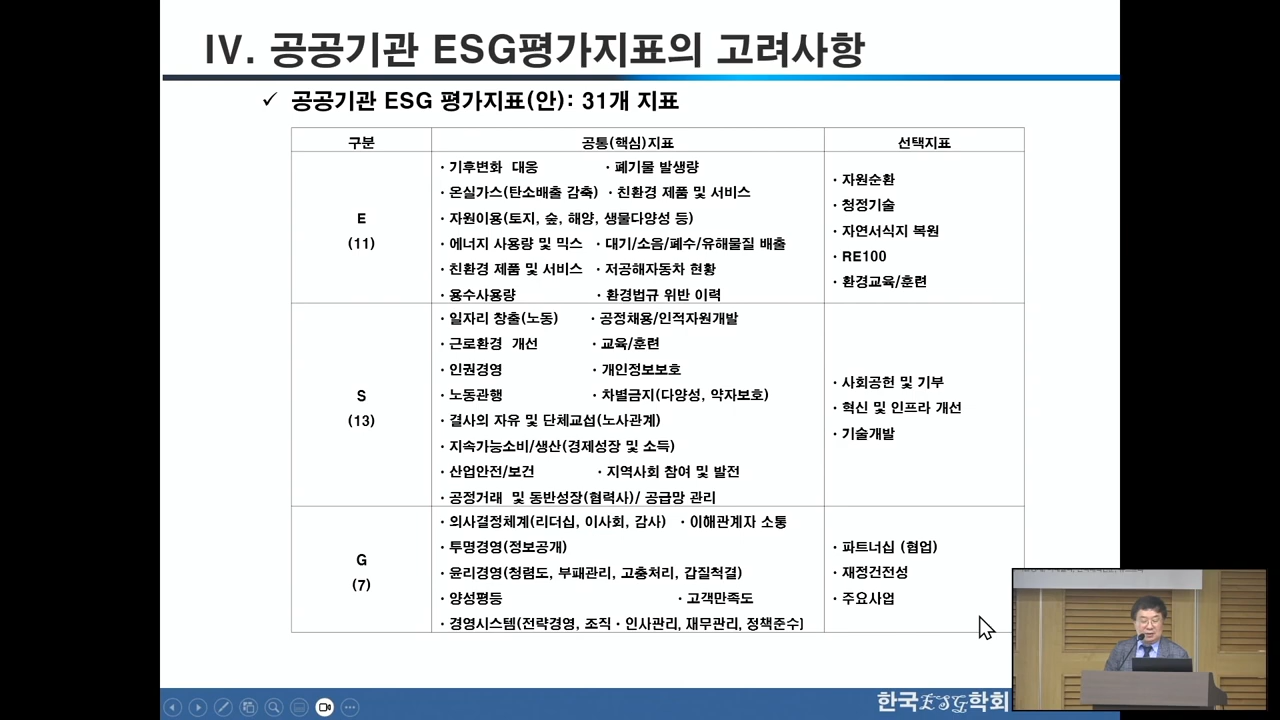 IV. 공공기관 ESG평가지표의 고려사항
✓ 공공기관 ESG 평가지표(안): 31개 지표
구분 공통(핵심)지표 선택지표
E
(11)
· 기후변화 대응 · 폐기물 발생량
· 온실가스(탄소배출 감축) · 친환경 제품 및 서비스
· 자원이용(토지, 숲, 해양, 생물다양성 등)
· 에너지 사용량 및 믹스 · 대기/소음/폐수/유해물질 배출
· 친환경 제품 및 서비스 · 저공해자동차 현황
· 용수사용량 · 환경법규 위반 이력
· 자원순환
· 청정기술
· 자연서식지 복원
· RE100
· 환경교육/훈련
S
(13)
· 일자리 창출(노동) · 공정채용/인적자원개발
· 근로환경 개선 · 교육/훈련
· 인권경영 · 개인정보보호
· 노동관행 · 차별금지(다양성, 약자보호)
· 결사의 자유 및 단체교섭(노사관계)
· 지속가능소비/생산(경제성장 및 소득)
· 산업안전/보건 · 지역사회 참여 및 발전
· 공정거래 및 동반성장(협력사)/ 공급망 관리
· 사회공헌 및 기부
· 혁신 및 인프라 개선
· 기술개발
G
(7)
· 의사결정체계(리더십, 이사회, 감사) · 이해관계자 소통
· 투명경영(정보공개)
· 윤리경영(청렴도, 부패관리, 고충처리, 갑질척결)
· 양성평등 · 고객만족도
· 경영시스템(전략경영, 조직·인사관리, 재무관리, 정책준수)
· 파트너십 (협업)
· 재정건전성
· 주요사업
한국ESG학회